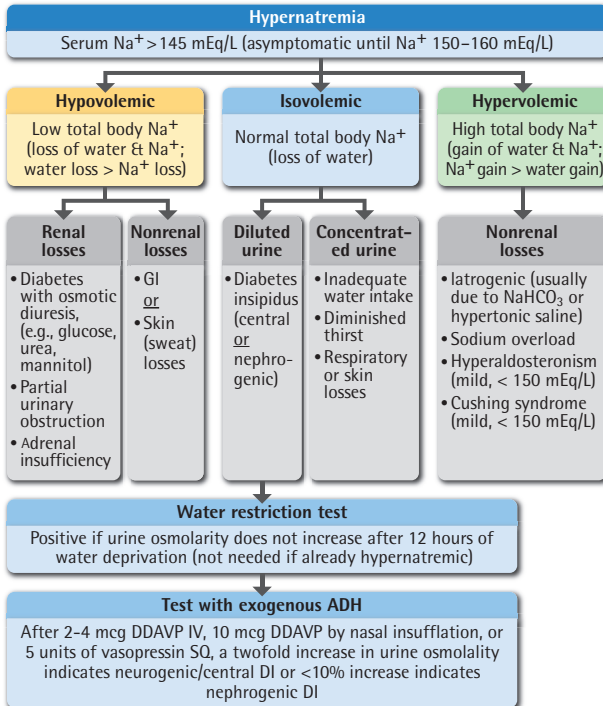 Hypernatremia
Serum Na⁺ > 145 mEq/L (asymptomatic until Na⁺ 150–160 mEq/L)
Hypovolemic
Low total body Na⁺
(loss of water & Na⁺;
water loss > Na⁺ loss)
Isovolemic
Normal total body Na⁺
(loss of water)
Hypervolemic
High total body Na⁺
(gain of water & Na⁺;
Na⁺ gain > water gain)
Renal
losses
• Diabetes
with osmotic
diuresis,
(e.g., glucose,
urea,
mannitol)
• Partial
urinary
obstruction
• Adrenal
insufficiency
Nonrenal
losses
• GI
or
• Skin
(sweat)
losses
Diluted
urine
• Diabetes
insipidus
(central
or
nephro-
genic)
Concentrat-
ed urine
• Inadequate
water intake
• Diminished
thirst
• Respiratory
or skin
losses
Nonrenal
losses
• Iatrogenic (usually
due to NaHCO₃ or
hypertonic saline)
• Sodium overload
• Hyperaldosteronism
(mild, < 150 mEq/L)
• Cushing syndrome
(mild, < 150 mEq/L)
Water restriction test
Positive if urine osmolarity does not increase after 12 hours of
water deprivation (not needed if already hypernatremic)
Test with exogenous ADH
After 2-4 mcg DDAVP IV, 10 mcg DDAVP by nasal insufflation, or
5 units of vasopressin SQ, a twofold increase in urine osmolality
indicates neurogenic/central DI or <10% increase indicates
nephrogenic DI